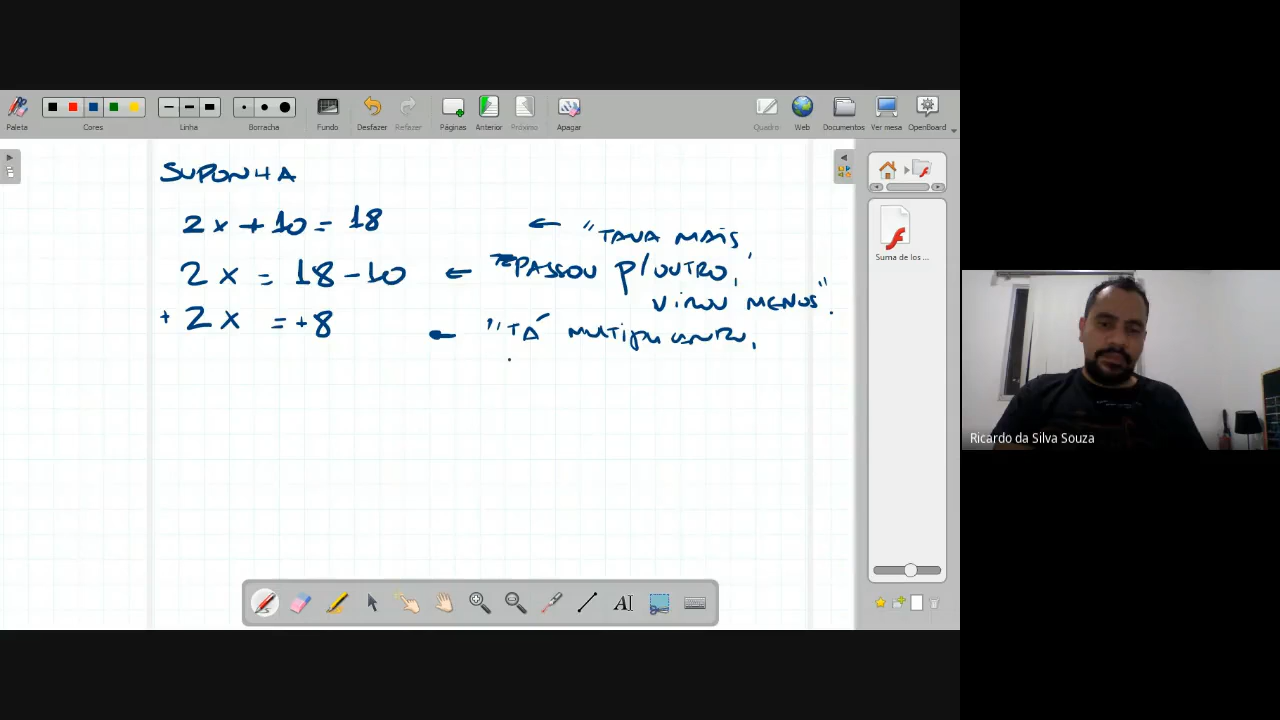 Paleta Cores Linha Borracha Fundo Desfazer Refazer Páginas Anterior Próximo Apagar Quadro Web Documentos Ver mesa OpenBoard
SUPONHA
2x + 10 = 18 ← "TAVA MAIS,
2x = 18 - 10 ← PASSOU P/ OUTRO,
VIROU MENOS".
+ 2x = +8 ← "TÁ MULTIPLICANDO,
Suma de los ...
AI
Ricardo da Silva Souza